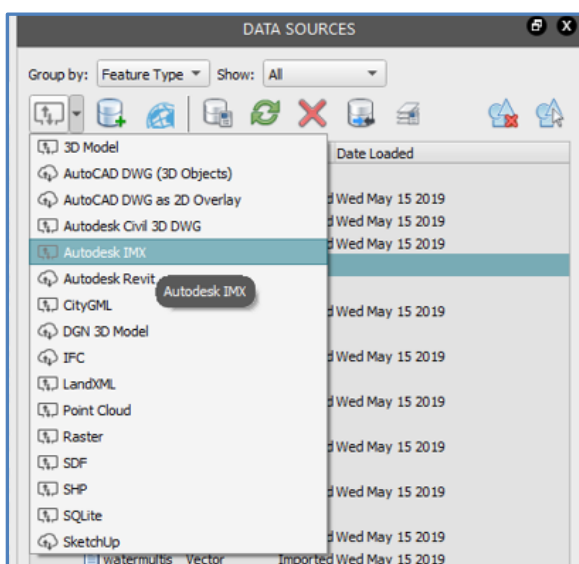 DATA SOURCES
Group by: Feature Type Show: All
3D Model
Date Loaded
AutoCAD DWG (3D Objects)
AutoCAD DWG as 2D Overlay
d Wed May 15 2019
Autodesk Civil 3D DWG
d Wed May 15 2019
Autodesk IMX
d Wed May 15 2019
Autodesk Revit
Autodesk IMX
CityGML
d Wed May 15 2019
DGN 3D Model
IFC
d Wed May 15 2019
LandXML
Point Cloud
d Wed May 15 2019
Raster
d Wed May 15 2019
SDF
SHP
d Wed May 15 2019
SQLite
SketchUp
d Wed May 15 2019
watermultis Vector Imported Wed May 15 2019